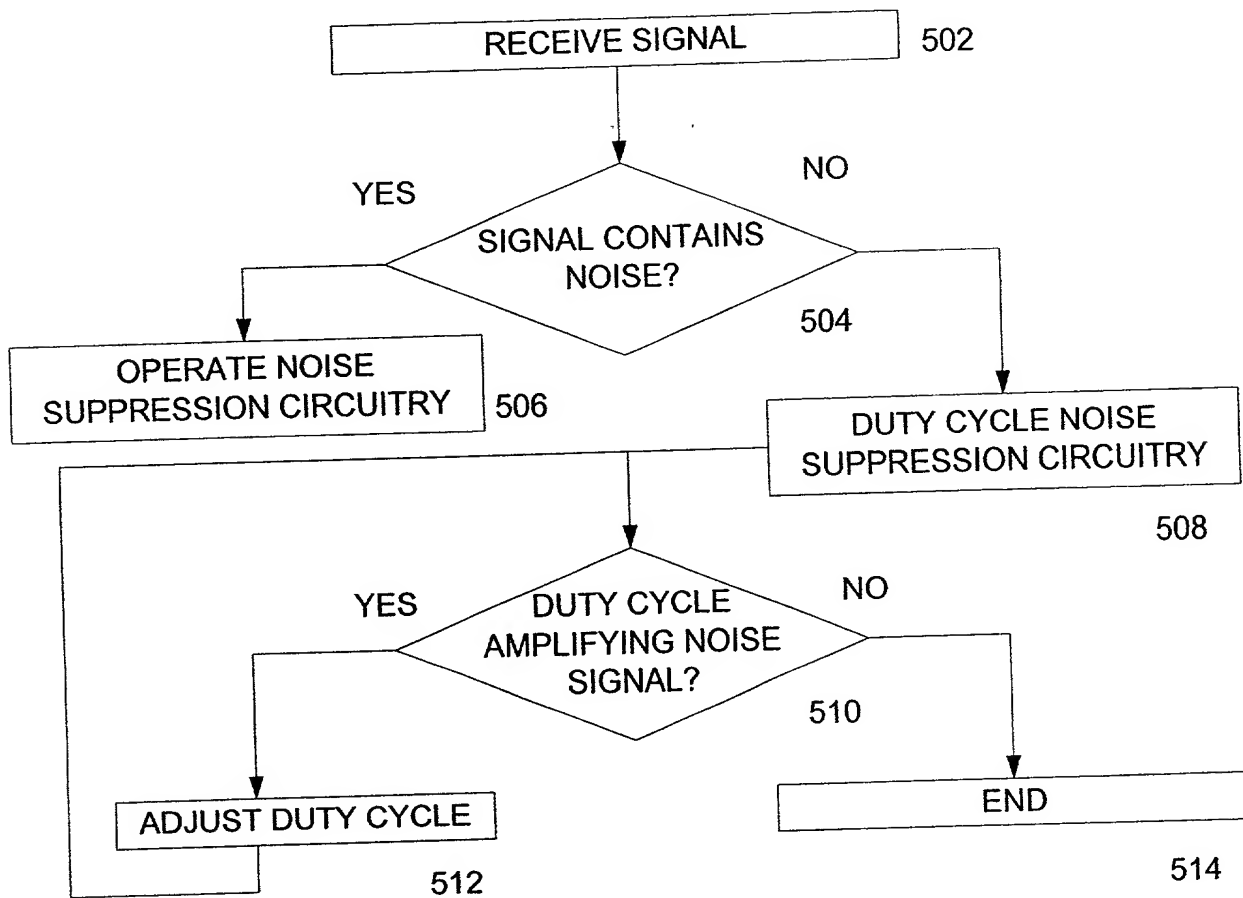 RECEIVE SIGNAL
502
YES
NO
SIGNAL CONTAINS
NOISE?
504
OPERATE NOISE
SUPPRESSION CIRCUITRY
506
DUTY CYCLE NOISE
SUPPRESSION CIRCUITRY
508
YES
NO
DUTY CYCLE
AMPLIFYING NOISE
SIGNAL?
510
ADJUST DUTY CYCLE
512
END
514